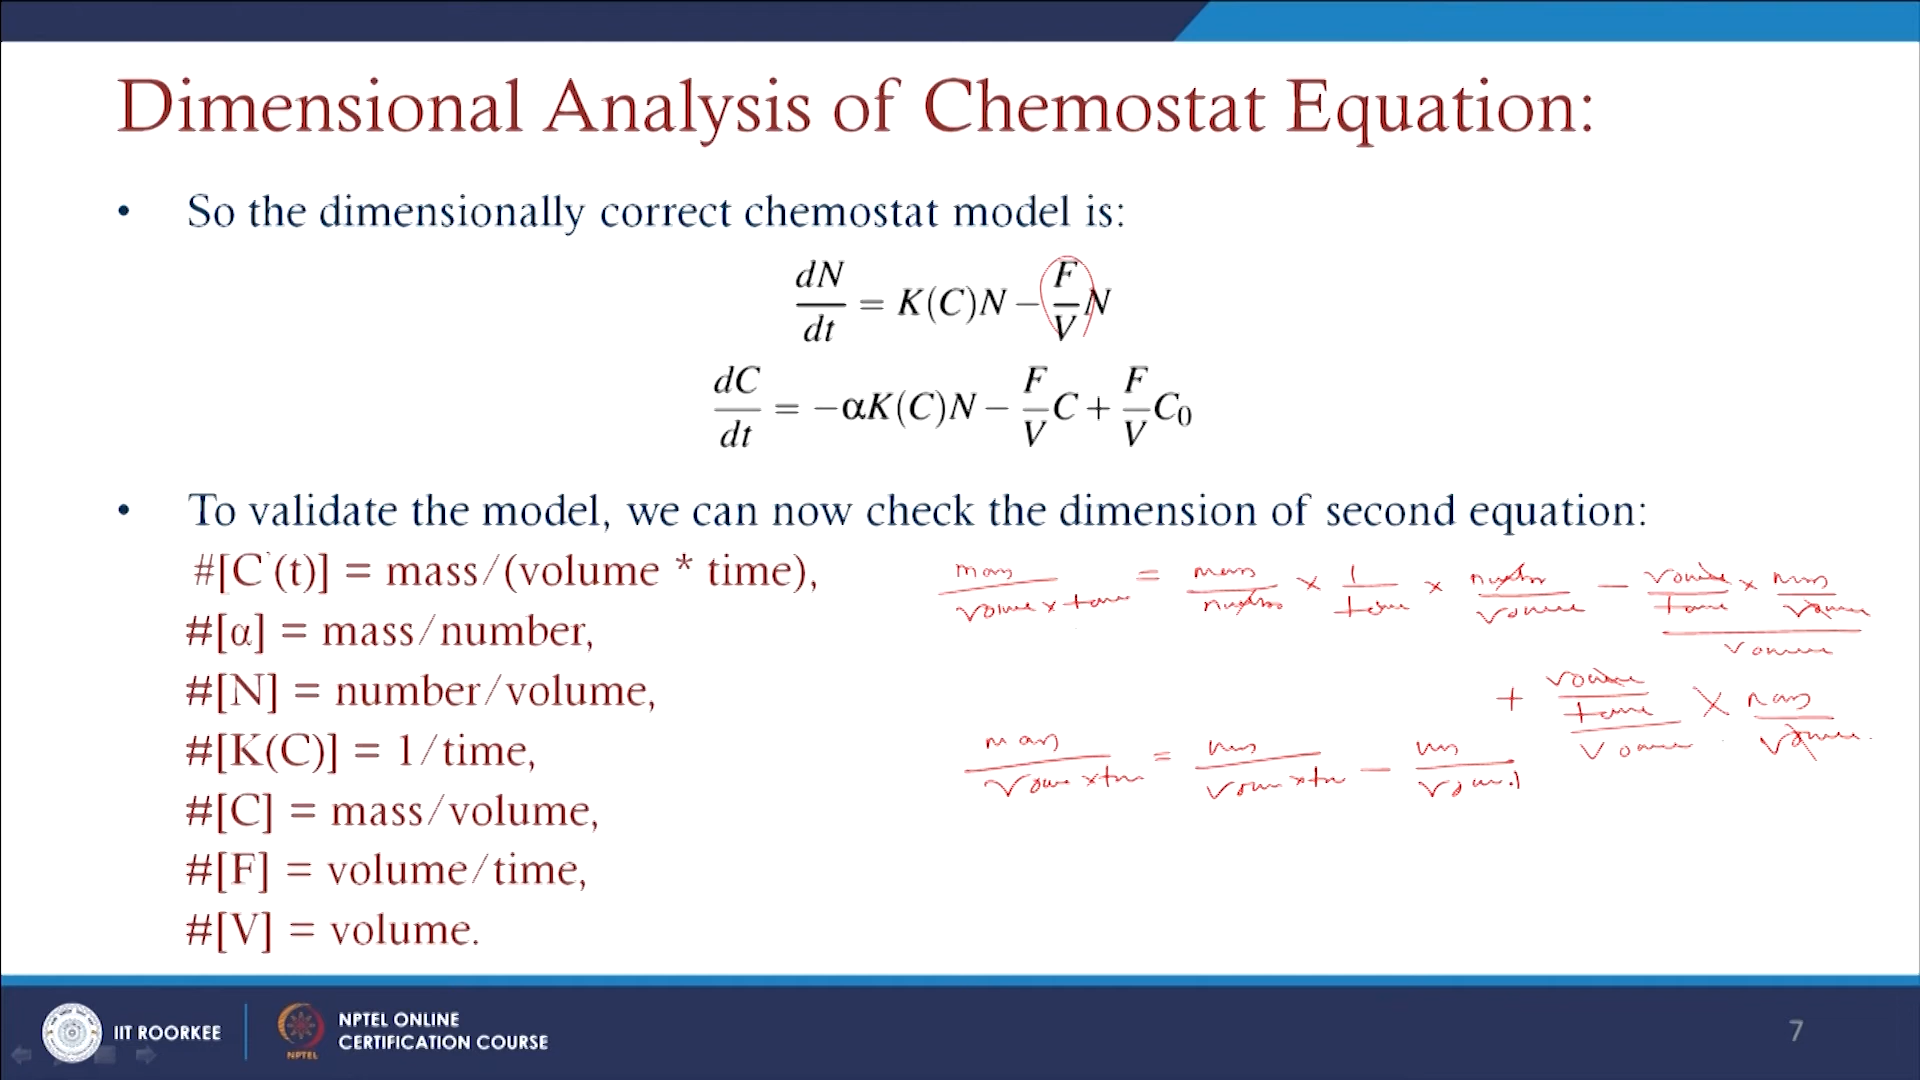 Dimensional Analysis of Chemostat Equation:
• So the dimensionally correct chemostat model is:
dN/dt = K(C)N − F/V N
dC/dt = −αK(C)N − F/V C + F/V C₀
• To validate the model, we can now check the dimension of second equation:
#[C'(t)] = mass/(volume * time),
#[α] = mass/number,
#[N] = number/volume,
#[K(C)] = 1/time,
#[C] = mass/volume,
#[F] = volume/time,
#[V] = volume.
mass / volume × time = mass / number × 1 / time × number / volume − volume / time × mass / volume / volume
+ volume / time / volume × mass / volume
mass / volume × time = mass / volume × time − mass
IIT ROORKEE
NPTEL
NPTEL ONLINE
CERTIFICATION COURSE
7